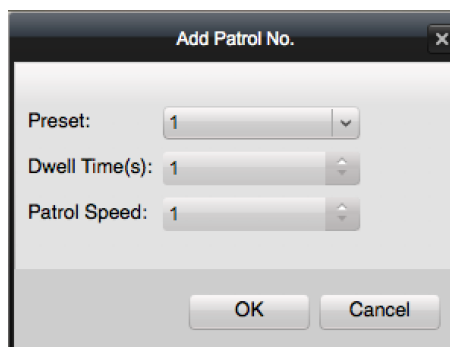 Add Patrol No.
Preset: 1
Dwell Time(s): 1
Patrol Speed: 1
OK Cancel